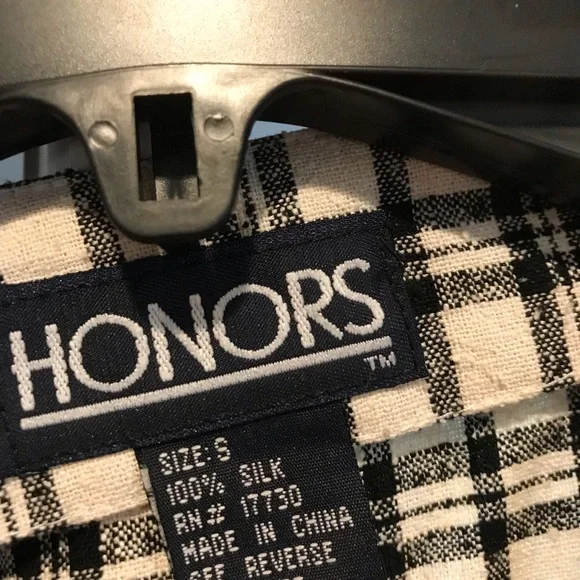 HONORS
TM
SIZE:S
100% SILK
RN# 17730
MADE IN CHINA
SEE REVERSE